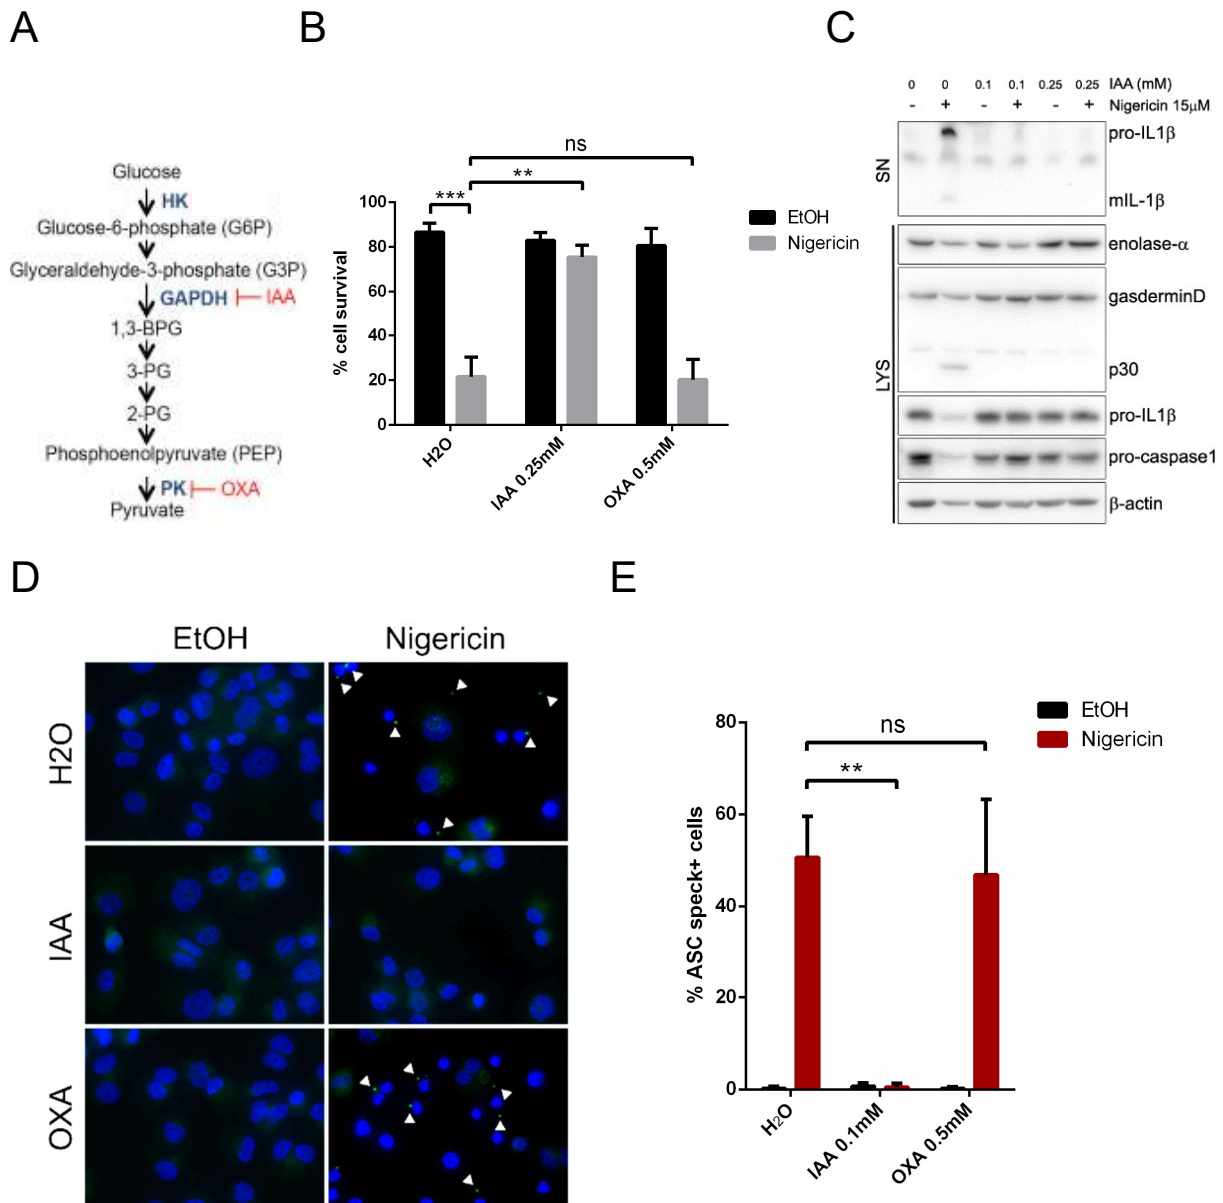 A
Glucose
HK
Glucose-6-phosphate (G6P)
Glyceraldehyde-3-phosphate (G3P)
GAPDH IAA
1,3-BPG
3-PG
2-PG
Phosphoenolpyruvate (PEP)
PK OXA
Pyruvate
B
ns
**
***
EtOH
Nigericin
% cell survival
100
80
60
40
20
0
H2O
IAA 0.25mM
OXA 0.5mM
C
0 0 0.1 0.1 0.25 0.25 IAA (mM)
- + - + - + Nigericin 15μM
SN
pro-IL1β
mIL-1β
LYS
enolase-α
gasderminD
p30
pro-IL1β
pro-caspase1
β-actin
D
EtOH Nigericin
H2O
IAA
OXA
E
EtOH
Nigericin
ns
**
% ASC speck+ cells
80
60
40
20
0
H2O
IAA 0.1mM
OXA 0.5mM